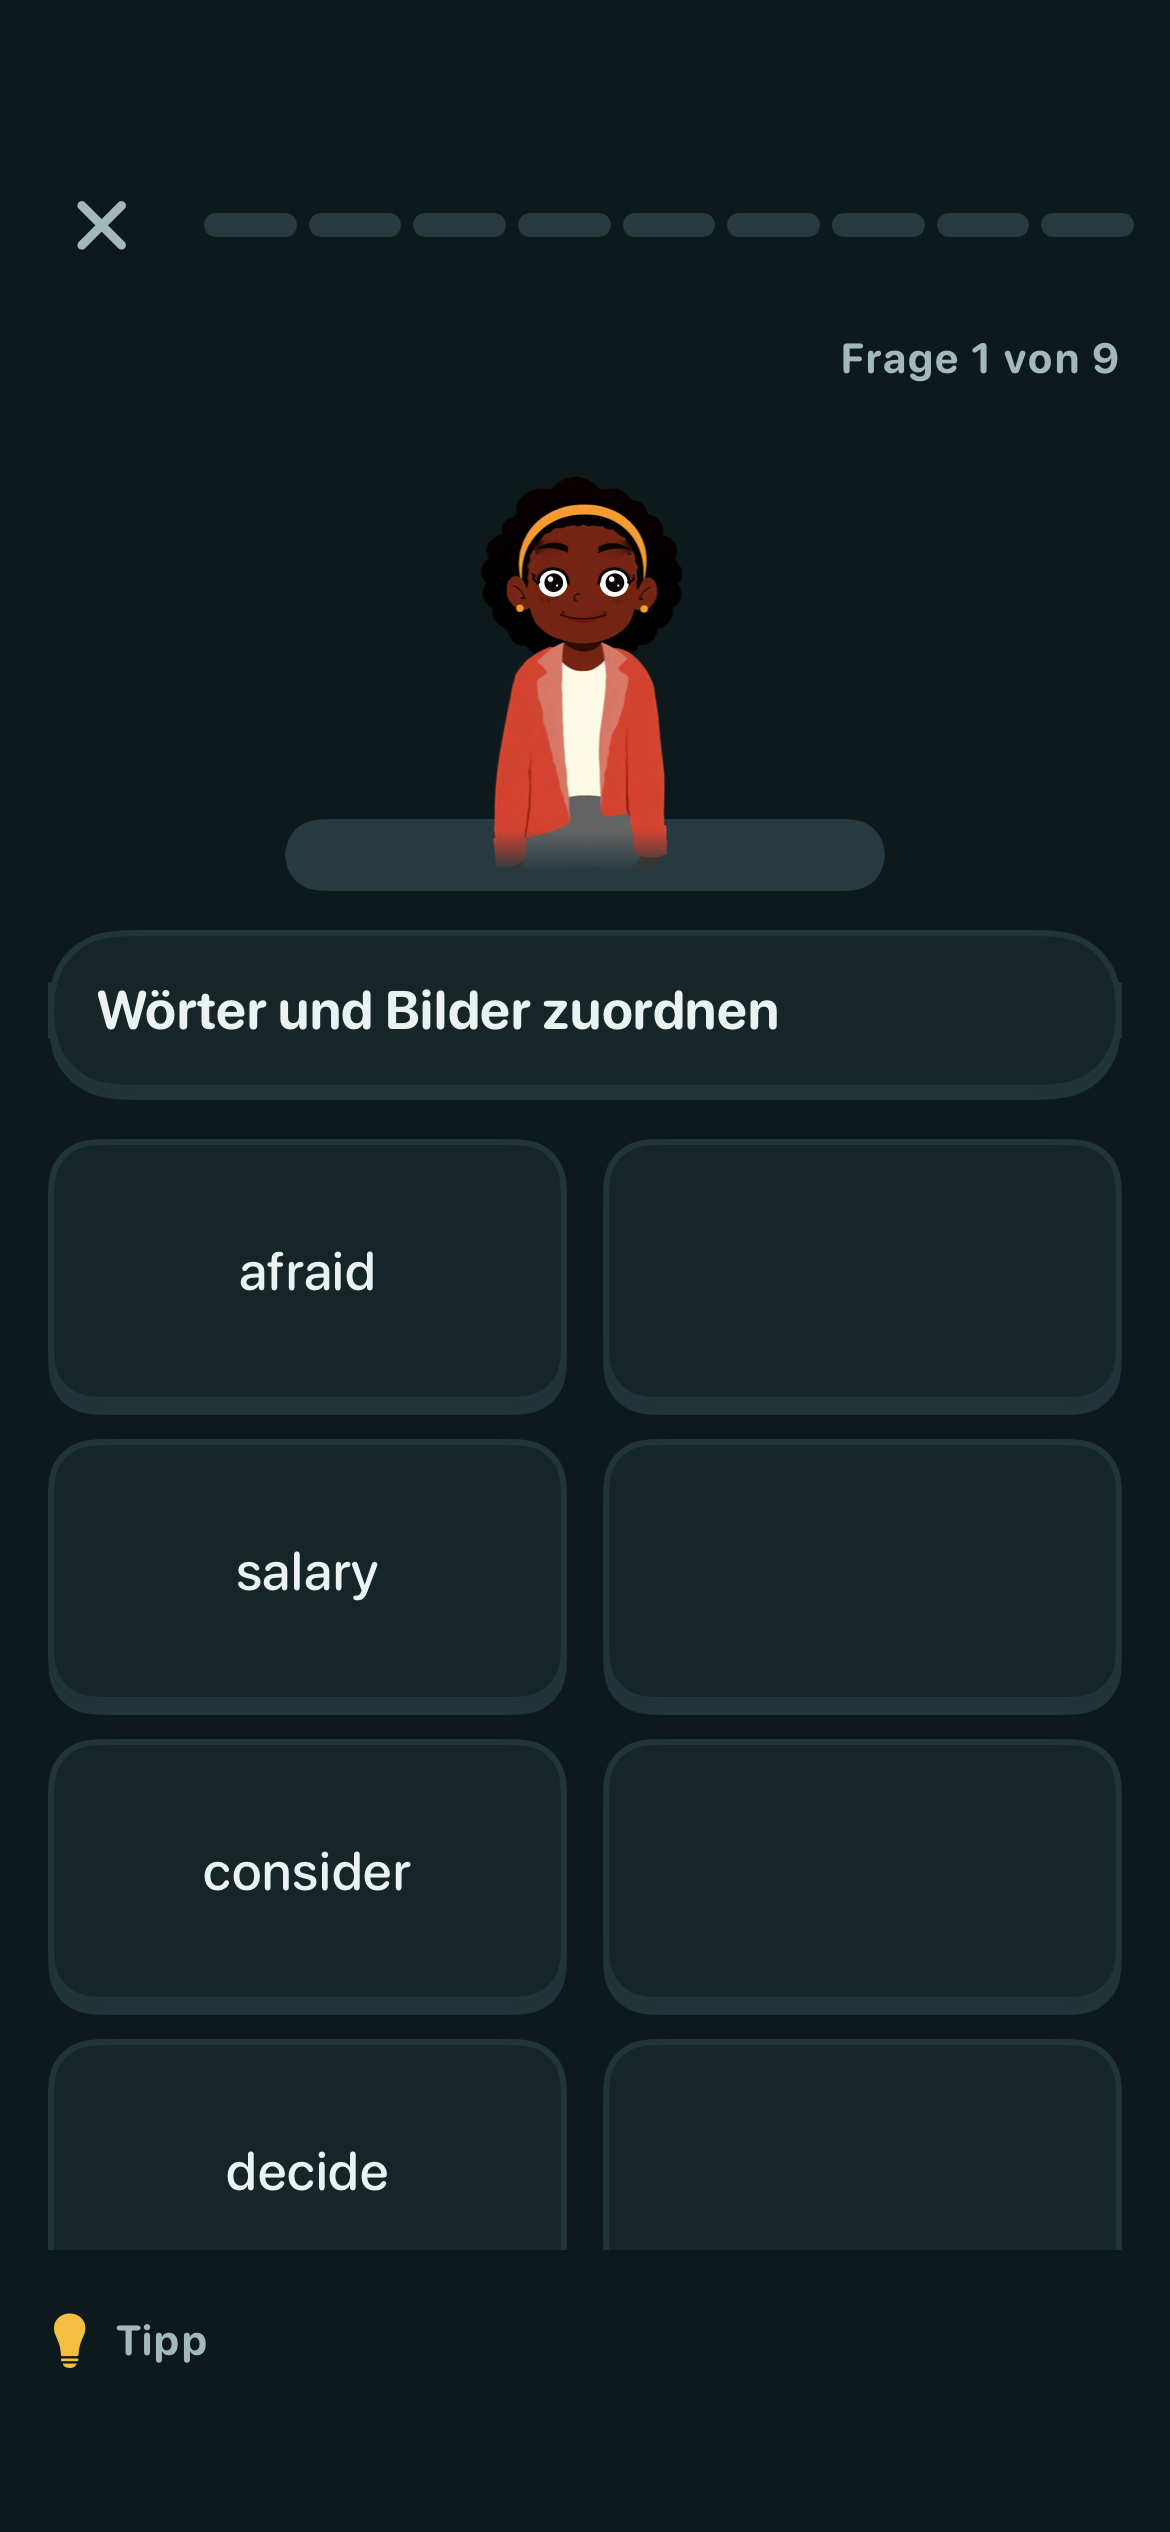 Frage 1 von 9
Wörter und Bilder zuordnen
afraid
salary
consider
decide
Tipp